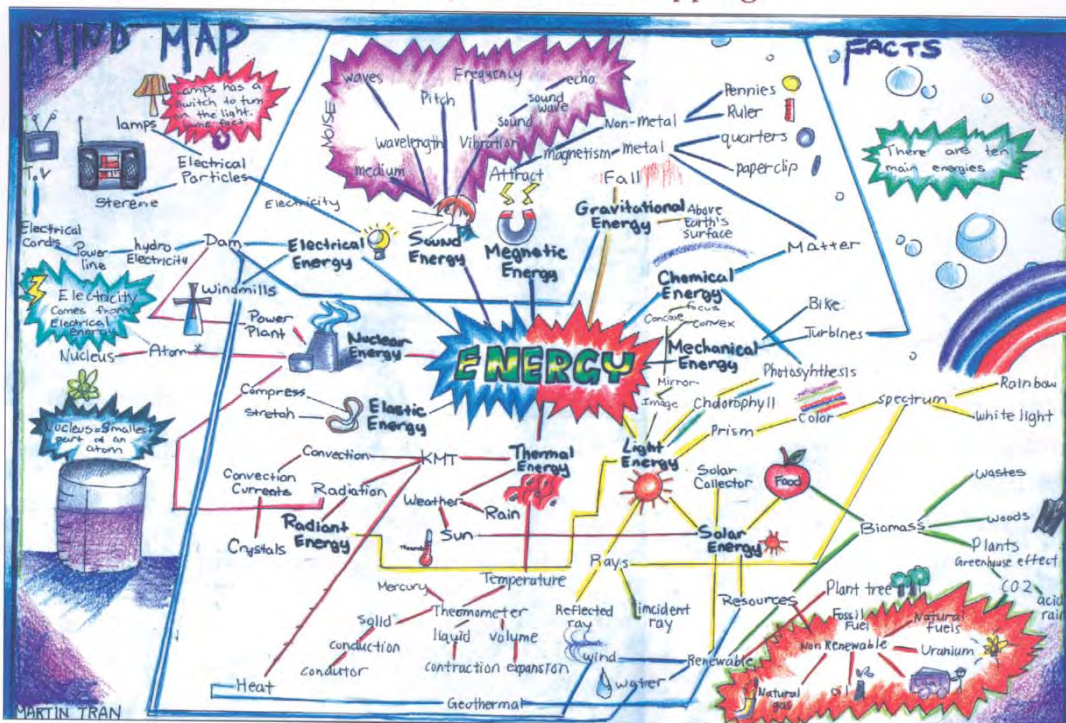 MIND MAP
FACTS
Lamps has a
switch to turn
on the light.
lamps
T.V
Sterene
Electrical
Particles
Electricity
Electrical
Cords
Power
line
hydro
Electricity
Dam
Windmills
Electrical
Energy
Electricity
Comes from
Electrical
Energy
NOISE
waves
Frequency
echo
Pitch
sound
wave
sound
wavelength
Vibration
medium
Sound
Energy
Attract
magnetism
Non-Metal
Metal
Pennies
Ruler
quarters
paperclip
Megnetic
Energy
Fall
Gravitational
Energy
Above
Earth's
surface
There are ten
main energies
Matter
Chemical
Energy
focus
Concave
convex
Mechanical
Energy
Bike
Turbines
Mirror
Image
Photosyhthesis
Chalorophyll
Prism
Color
spectrum
Rainbow
White light
Power
Plant
Nuclear
Energy
Nucleus
Atom
Nucleus=Smallest
part of an
atom
ENERGY
Compress
Stretch
Elastic
Energy
Thermal
Energy
KMT
Convection
Convection
Currents
Radiation
Crystals
Radiant
Energy
Weather
Rain
Sun
Light
Energy
Solar
Collector
Food
Solar
Energy
Biomass
Wastes
Woods
Plants
Greenhouse effect
CO2
acid
rain
Rays
Reflected
ray
incident
ray
Temperature
Mercury
Thermometer
solid
liquid
volume
conduction
condutor
contraction
expansion
Resources
Plant tree
Renewable
wind
water
Fossil
Fuel
Natural
fuels
Non Renewable
Uranium
Natural
gas
oil
COAL
Heat
Geothermal
MARTIN TRAN